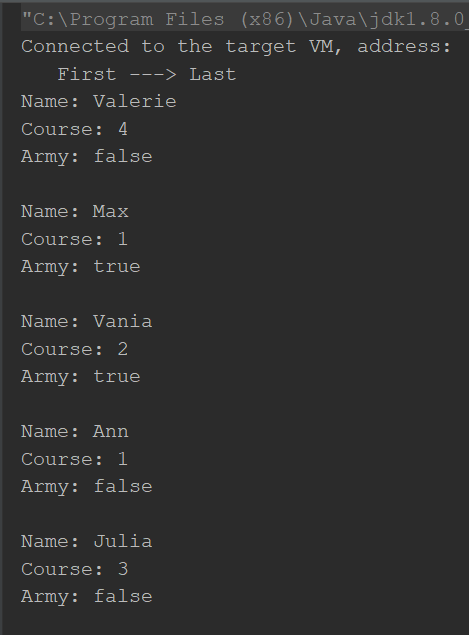 "C:\Program Files (x86)\Java\jdk1.8.0_
Connected to the target VM, address:
First ---> Last
Name: Valerie
Course: 4
Army: false
Name: Max
Course: 1
Army: true
Name: Vania
Course: 2
Army: true
Name: Ann
Course: 1
Army: false
Name: Julia
Course: 3
Army: false